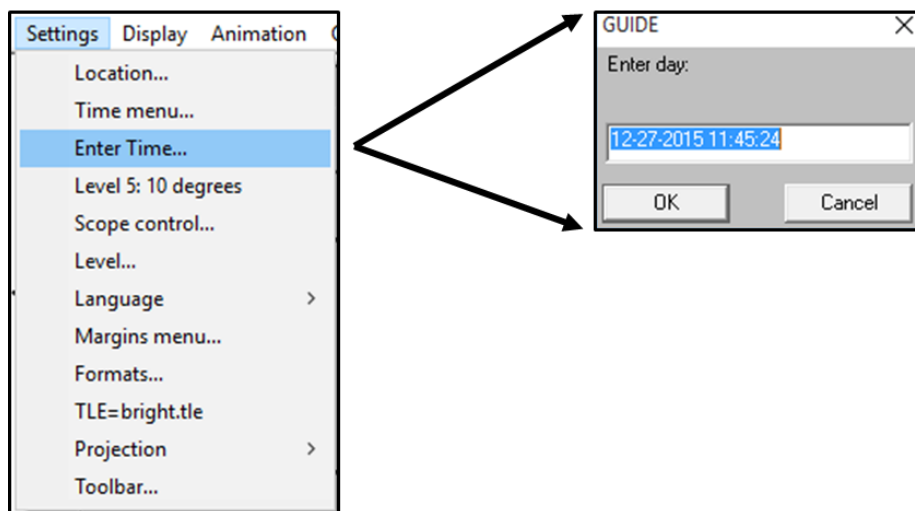 Settings Display Animation
Location...
Time menu...
Enter Time...
Level 5: 10 degrees
Scope control...
Level...
Language >
Margins menu...
Formats...
TLE=bright.tle
Projection >
Toolbar...
GUIDE
Enter day:
12-27-2015 11:45:24
OK Cancel